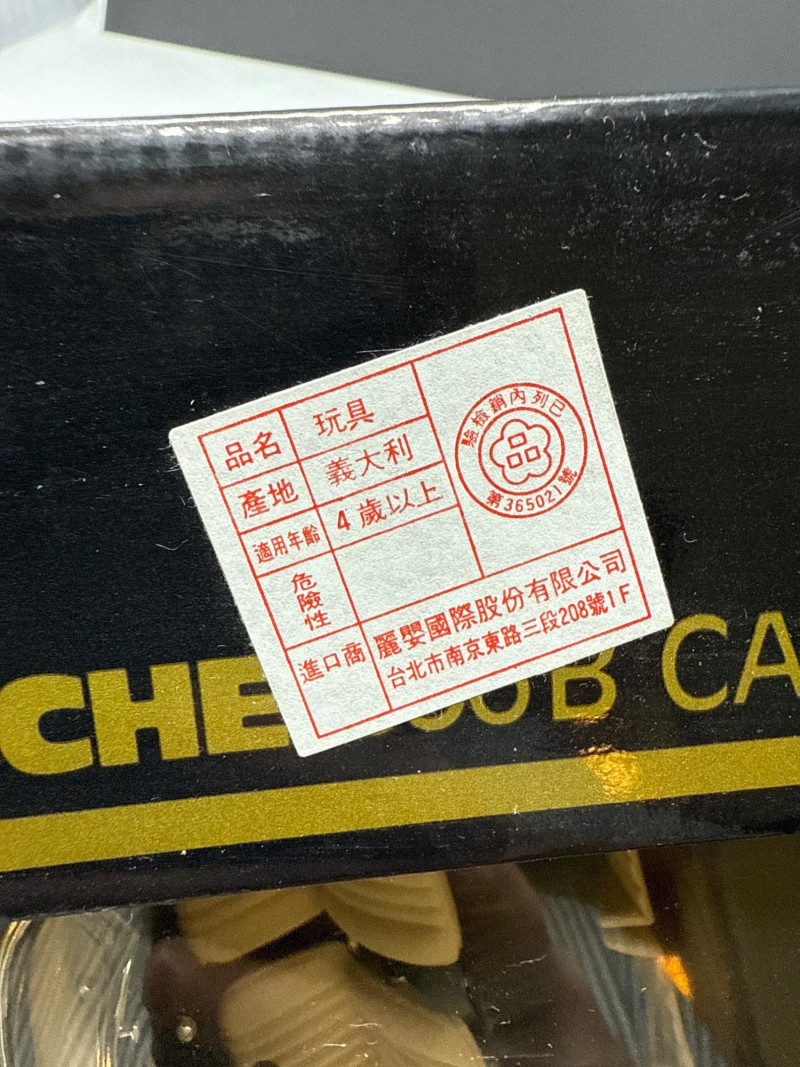 品名 玩具
產地 義大利
適用年齡 4歲以上
危險性
進口商 麗嬰國際股份有限公司
台北市南京東路三段208號1F
驗檢銷內列已
品
第365021號
CHE
B CA